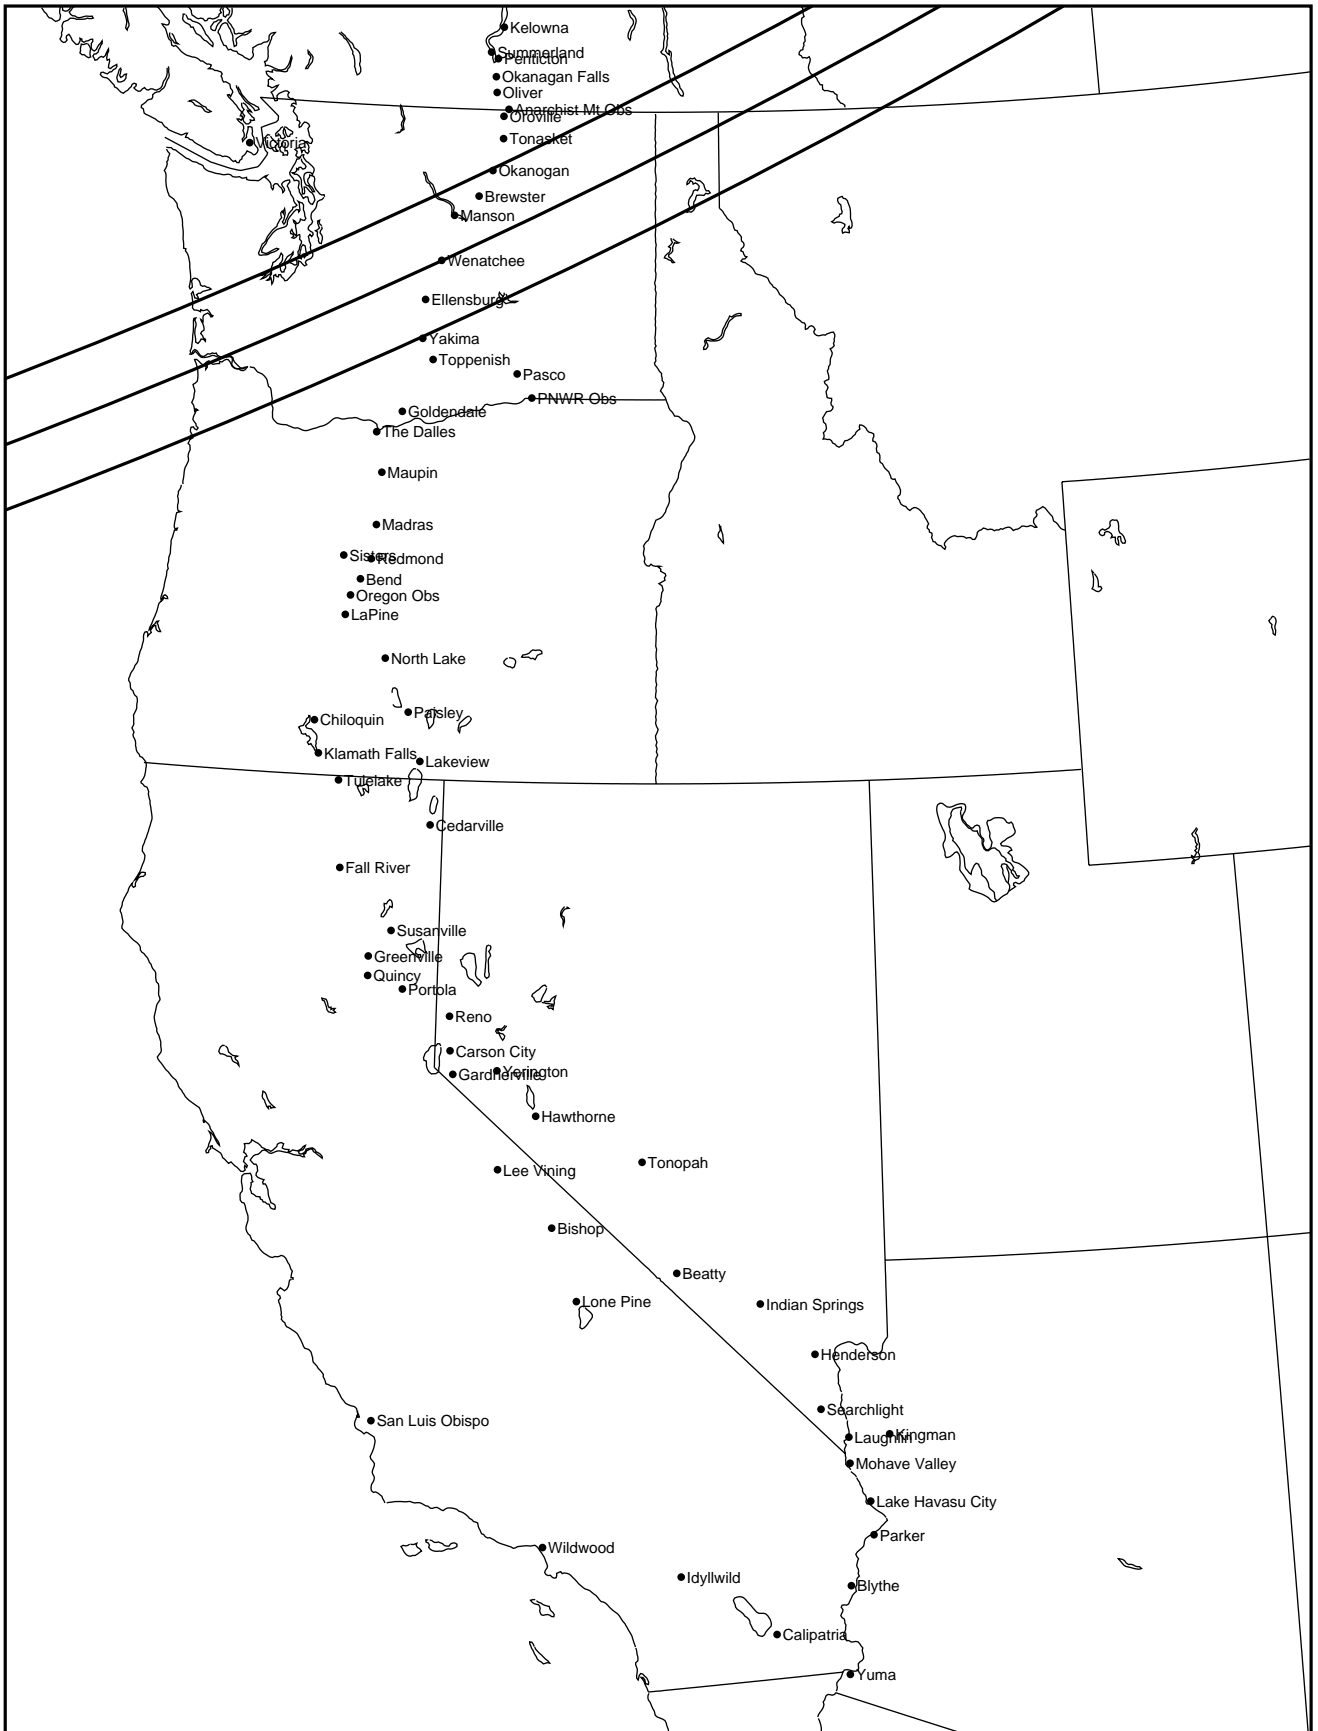 Kelowna
Summerland
Penticton
Okanagan Falls
Oliver
Anarchist Mt Obs
Oroville
Tonasket
Victoria
Okanogan
Brewster
Manson
Wenatchee
Ellensburg
Yakima
Toppenish
Pasco
PNWR Obs
Goldendale
The Dalles
Maupin
Madras
Sisters
Redmond
Bend
Oregon Obs
LaPine
North Lake
Paisley
Chiloquin
Klamath Falls
Lakeview
Tulelake
Cedarville
Fall River
Susanville
Greenville
Quincy
Portola
Reno
Carson City
Yerington
Gardnerville
Hawthorne
Tonopah
Lee Vining
Bishop
Beatty
Lone Pine
Indian Springs
Henderson
Searchlight
San Luis Obispo
Kingman
Laughlin
Mohave Valley
Lake Havasu City
Parker
Wildwood
Idyllwild
Blythe
Calipatria
Yuma